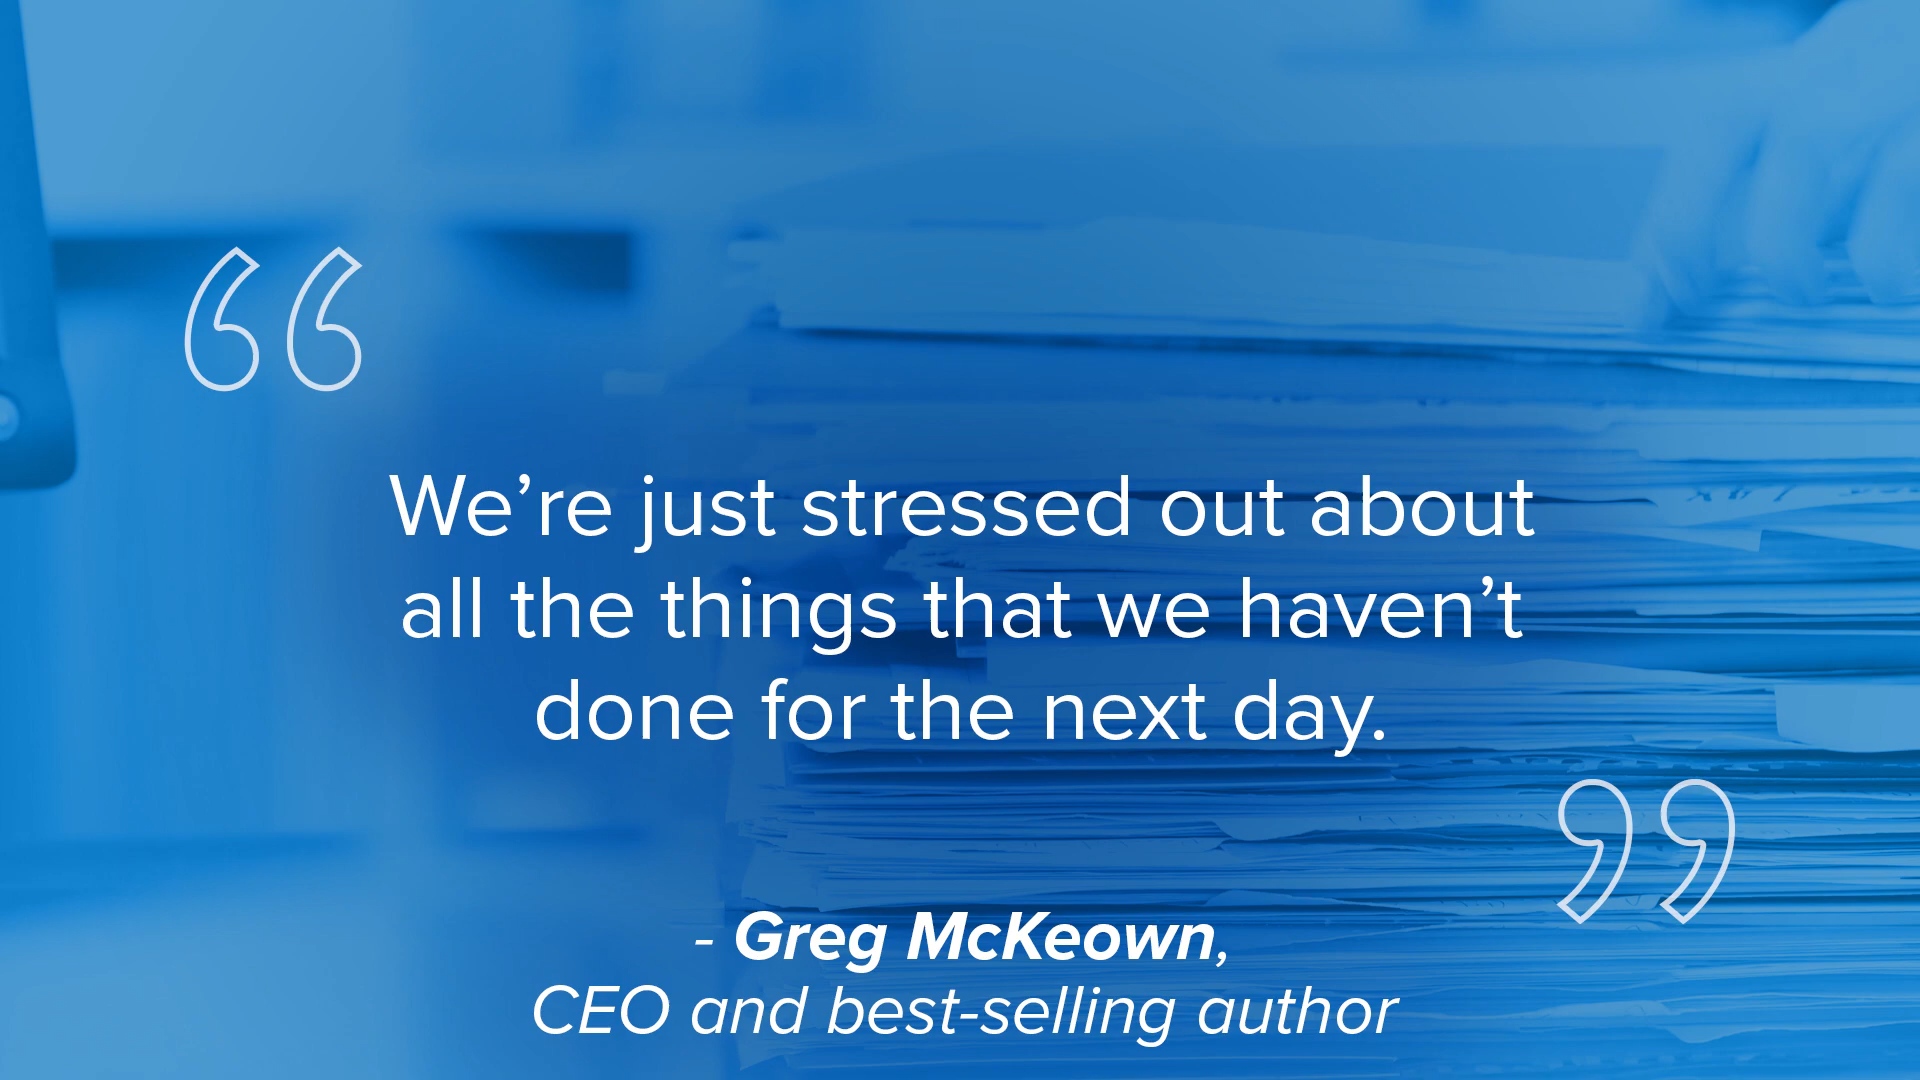 “
We’re just stressed out about
all the things that we haven’t
done for the next day.
”
- Greg McKeown,
CEO and best-selling author